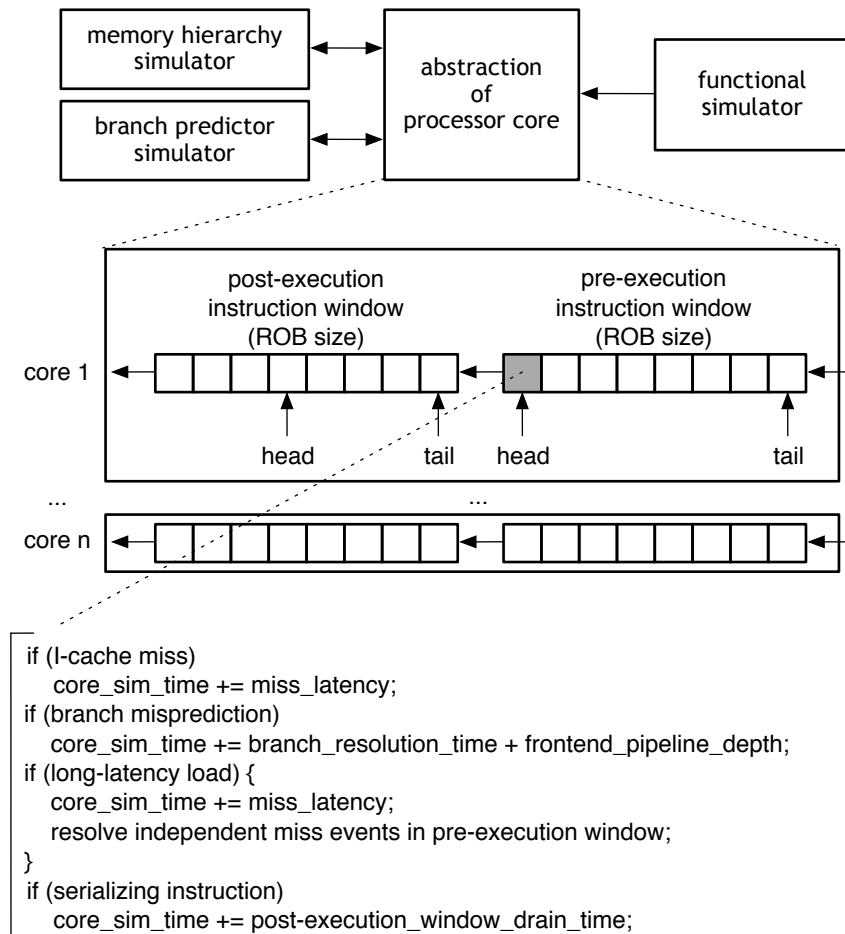 memory hierarchy
simulator
branch predictor
simulator
abstraction
of
processor core
functional
simulator
post-execution
instruction window
(ROB size)
pre-execution
instruction window
(ROB size)
core 1
head
tail
head
tail
...
...
core n
if (I-cache miss)
core_sim_time += miss_latency;
if (branch misprediction)
core_sim_time += branch_resolution_time + frontend_pipeline_depth;
if (long-latency load) {
core_sim_time += miss_latency;
resolve independent miss events in pre-execution window;
}
if (serializing instruction)
core_sim_time += post-execution_window_drain_time;